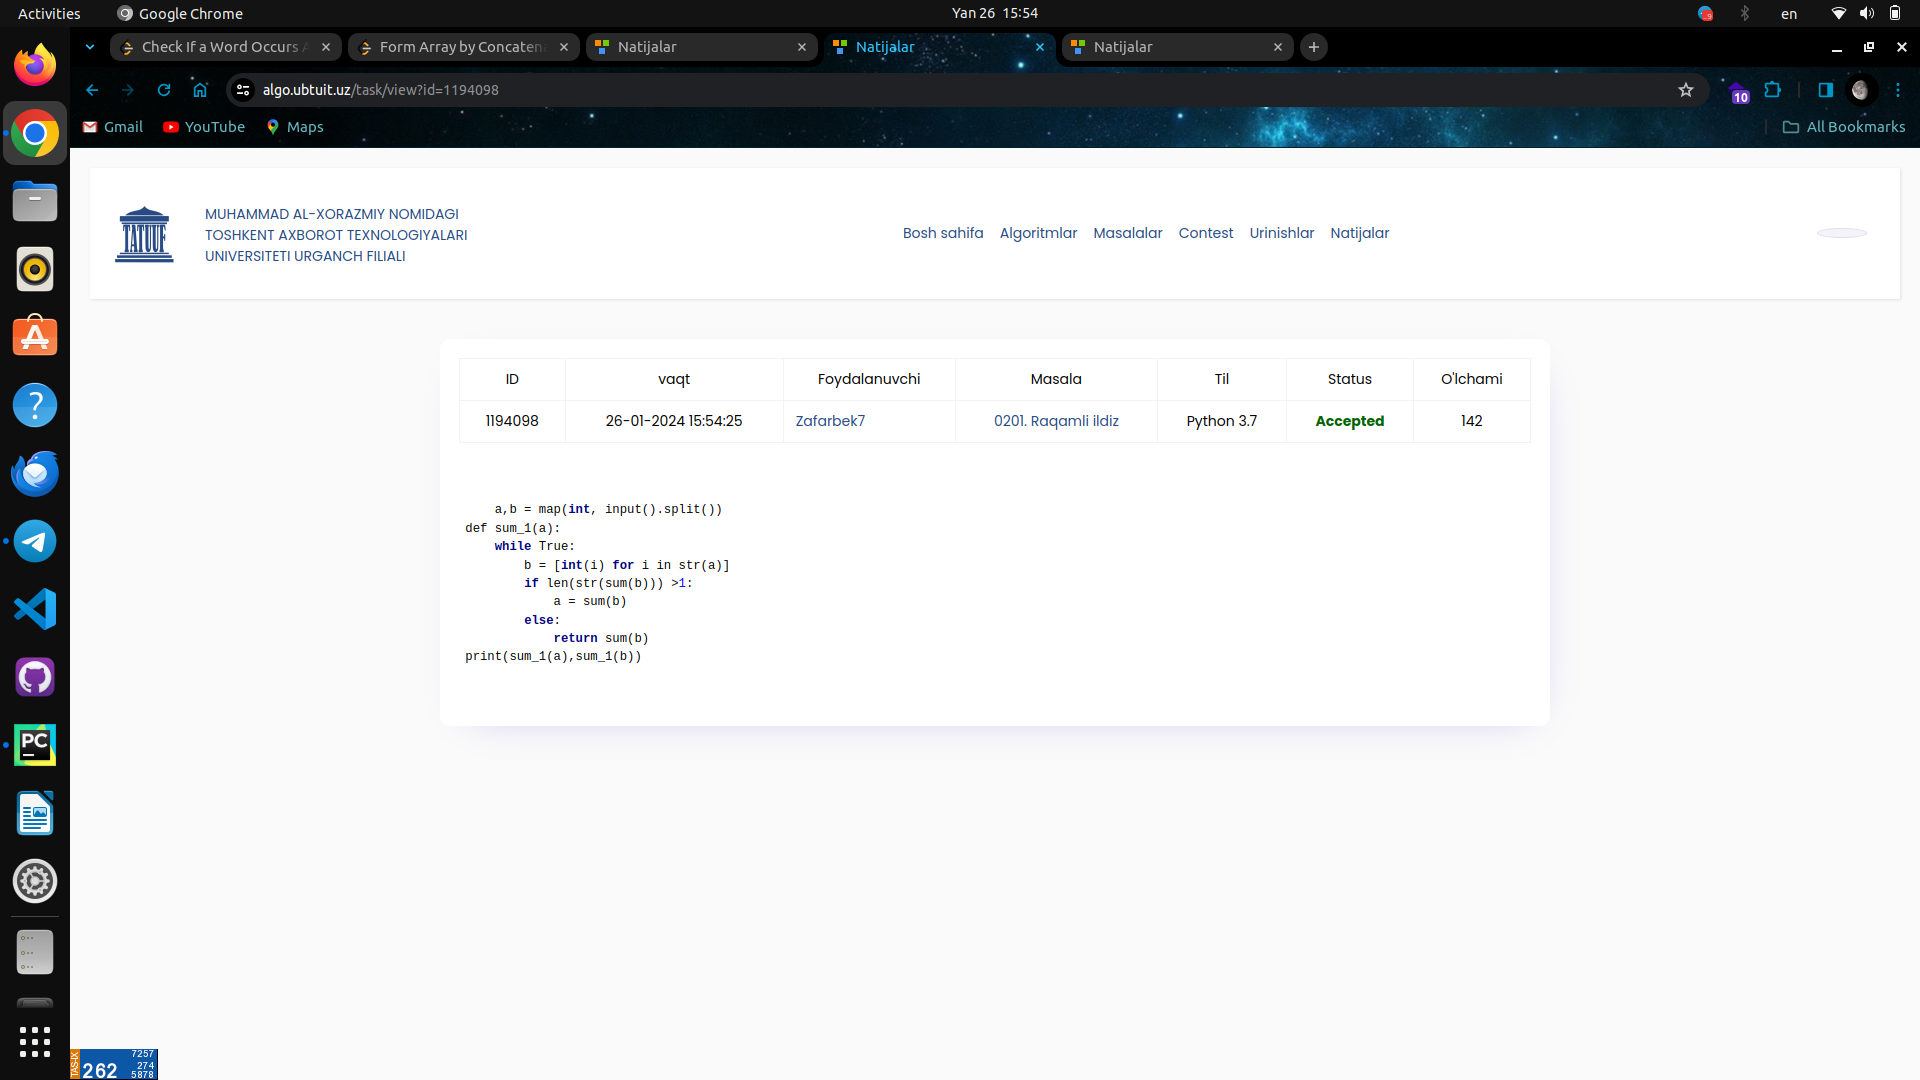 Activities
Google Chrome
Yan 26 15:54
en
Check If a Word Occurs A
Form Array by Concatena
Natijalar
Natijalar
Natijalar
algo.ubtuit.uz/task/view?id=1194098
10
Gmail
YouTube
Maps
All Bookmarks
TATUUF
MUHAMMAD AL-XORAZMIY NOMIDAGI
TOSHKENT AXBOROT TEXNOLOGIYALARI
UNIVERSITETI URGANCH FILIALI
Bosh sahifa
Algoritmlar
Masalalar
Contest
Urinishlar
Natijalar
ID vaqt Foydalanuvchi Masala Til Status O'lchami
1194098 26-01-2024 15:54:25 Zafarbek7 0201. Raqamli ildiz Python 3.7 Accepted 142
    a,b = map(int, input().split())
def sum_1(a):
    while True:
        b = [int(i) for i in str(a)]
        if len(str(sum(b))) >1:
            a = sum(b)
        else:
            return sum(b)
print(sum_1(a),sum_1(b))
PC
TAS-IX
262
7257
274
5878